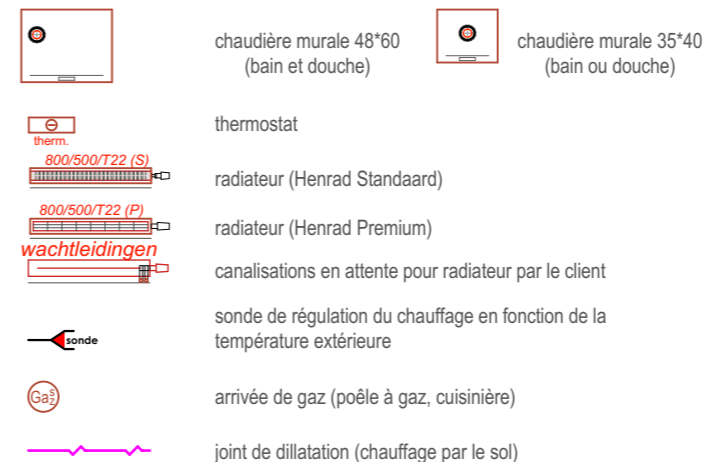 chaudière murale 48*60
(bain et douche)
chaudière murale 35*40
(bain ou douche)
therm.
thermostat
800/500/T22 (S)
radiateur (Henrad Standaard)
800/500/T22 (P)
radiateur (Henrad Premium)
wachtleidingen
canalisations en attente pour radiateur par le client
sonde
sonde de régulation du chauffage en fonction de la
température extérieure
Gas z
arrivée de gaz (poêle à gaz, cuisinière)
joint de dillatation (chauffage par le sol)